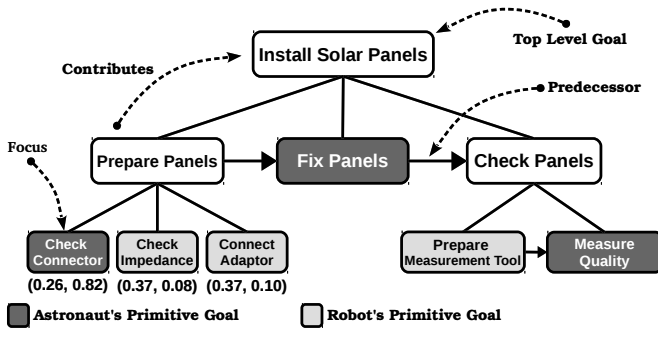 Install Solar Panels
Top Level Goal
Contributes
Predecessor
Focus
Prepare Panels
Fix Panels
Check Panels
Check
Connector
Check
Impedance
Connect
Adaptor
Prepare
Measurement Tool
Measure
Quality
(0.26, 0.82) (0.37, 0.08) (0.37, 0.10)
Astronaut's Primitive Goal
Robot's Primitive Goal